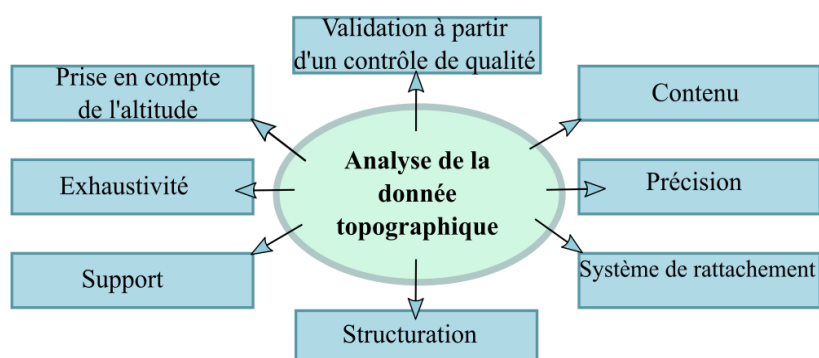 Validation à partir
d'un contrôle de qualité
Prise en compte
de l'altitude
Contenu
Analyse de la
donnée
topographique
Exhaustivité
Précision
Support
Système de rattachement
Structuration